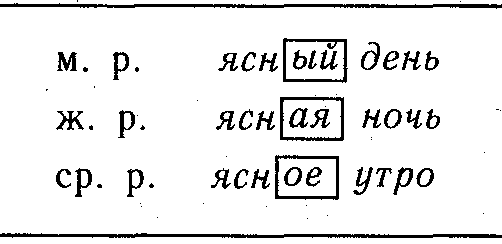 м. р. ясный день
ж. р. ясная ночь
ср. р. ясное утро